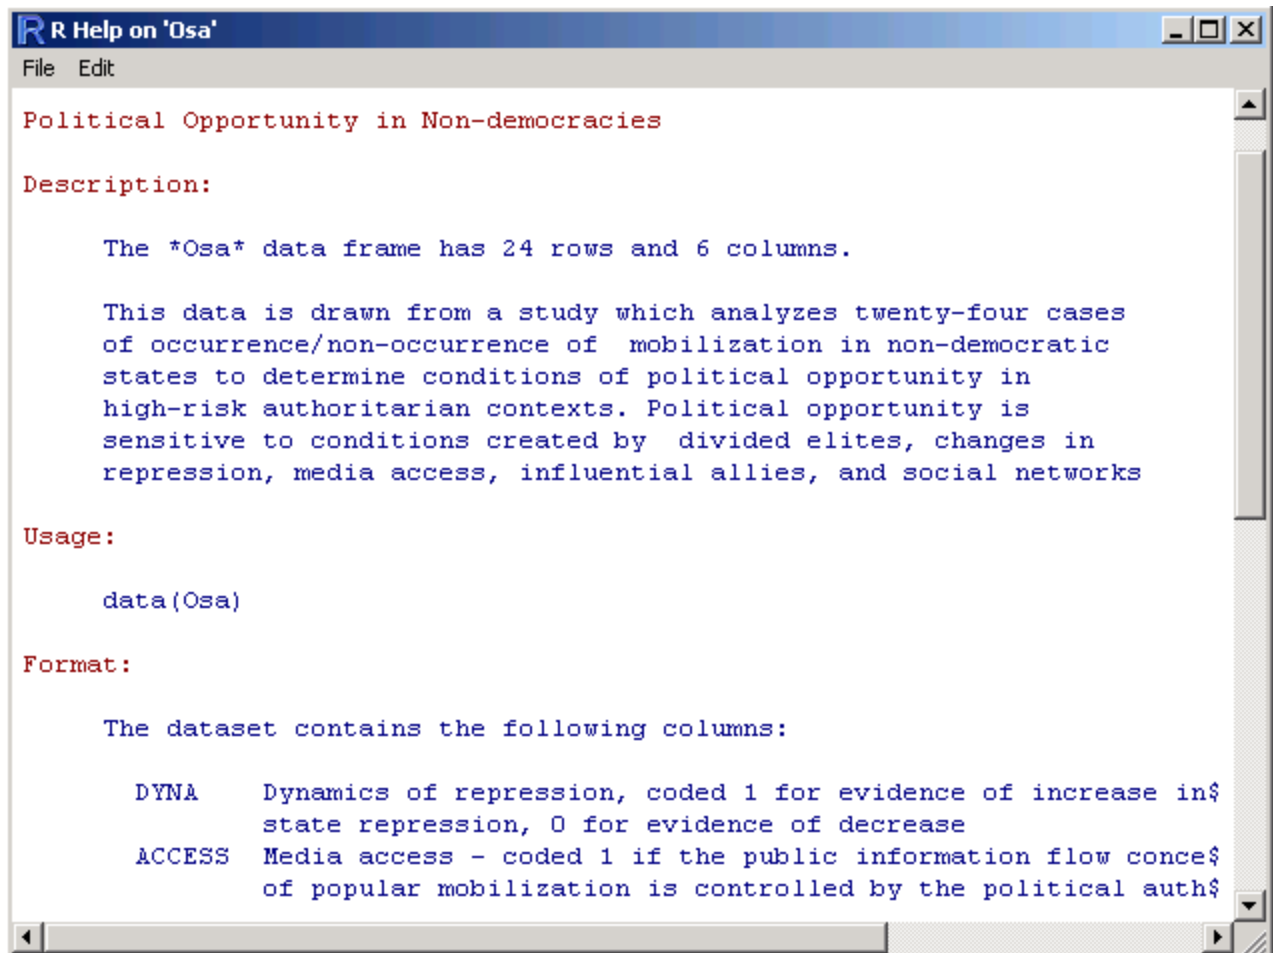 R Help on 'Osa'
File Edit
Political Opportunity in Non-democracies
Description:
The *Osa* data frame has 24 rows and 6 columns.
This data is drawn from a study which analyzes twenty-four cases
of occurrence/non-occurrence of  mobilization in non-democratic
states to determine conditions of political opportunity in
high-risk authoritarian contexts. Political opportunity is
sensitive to conditions created by  divided elites, changes in
repression, media access, influential allies, and social networks
Usage:
data(Osa)
Format:
The dataset contains the following columns:
DYNA Dynamics of repression, coded 1 for evidence of increase in$
state repression, 0 for evidence of decrease
ACCESS Media access - coded 1 if the public information flow conce$
of popular mobilization is controlled by the political auth$